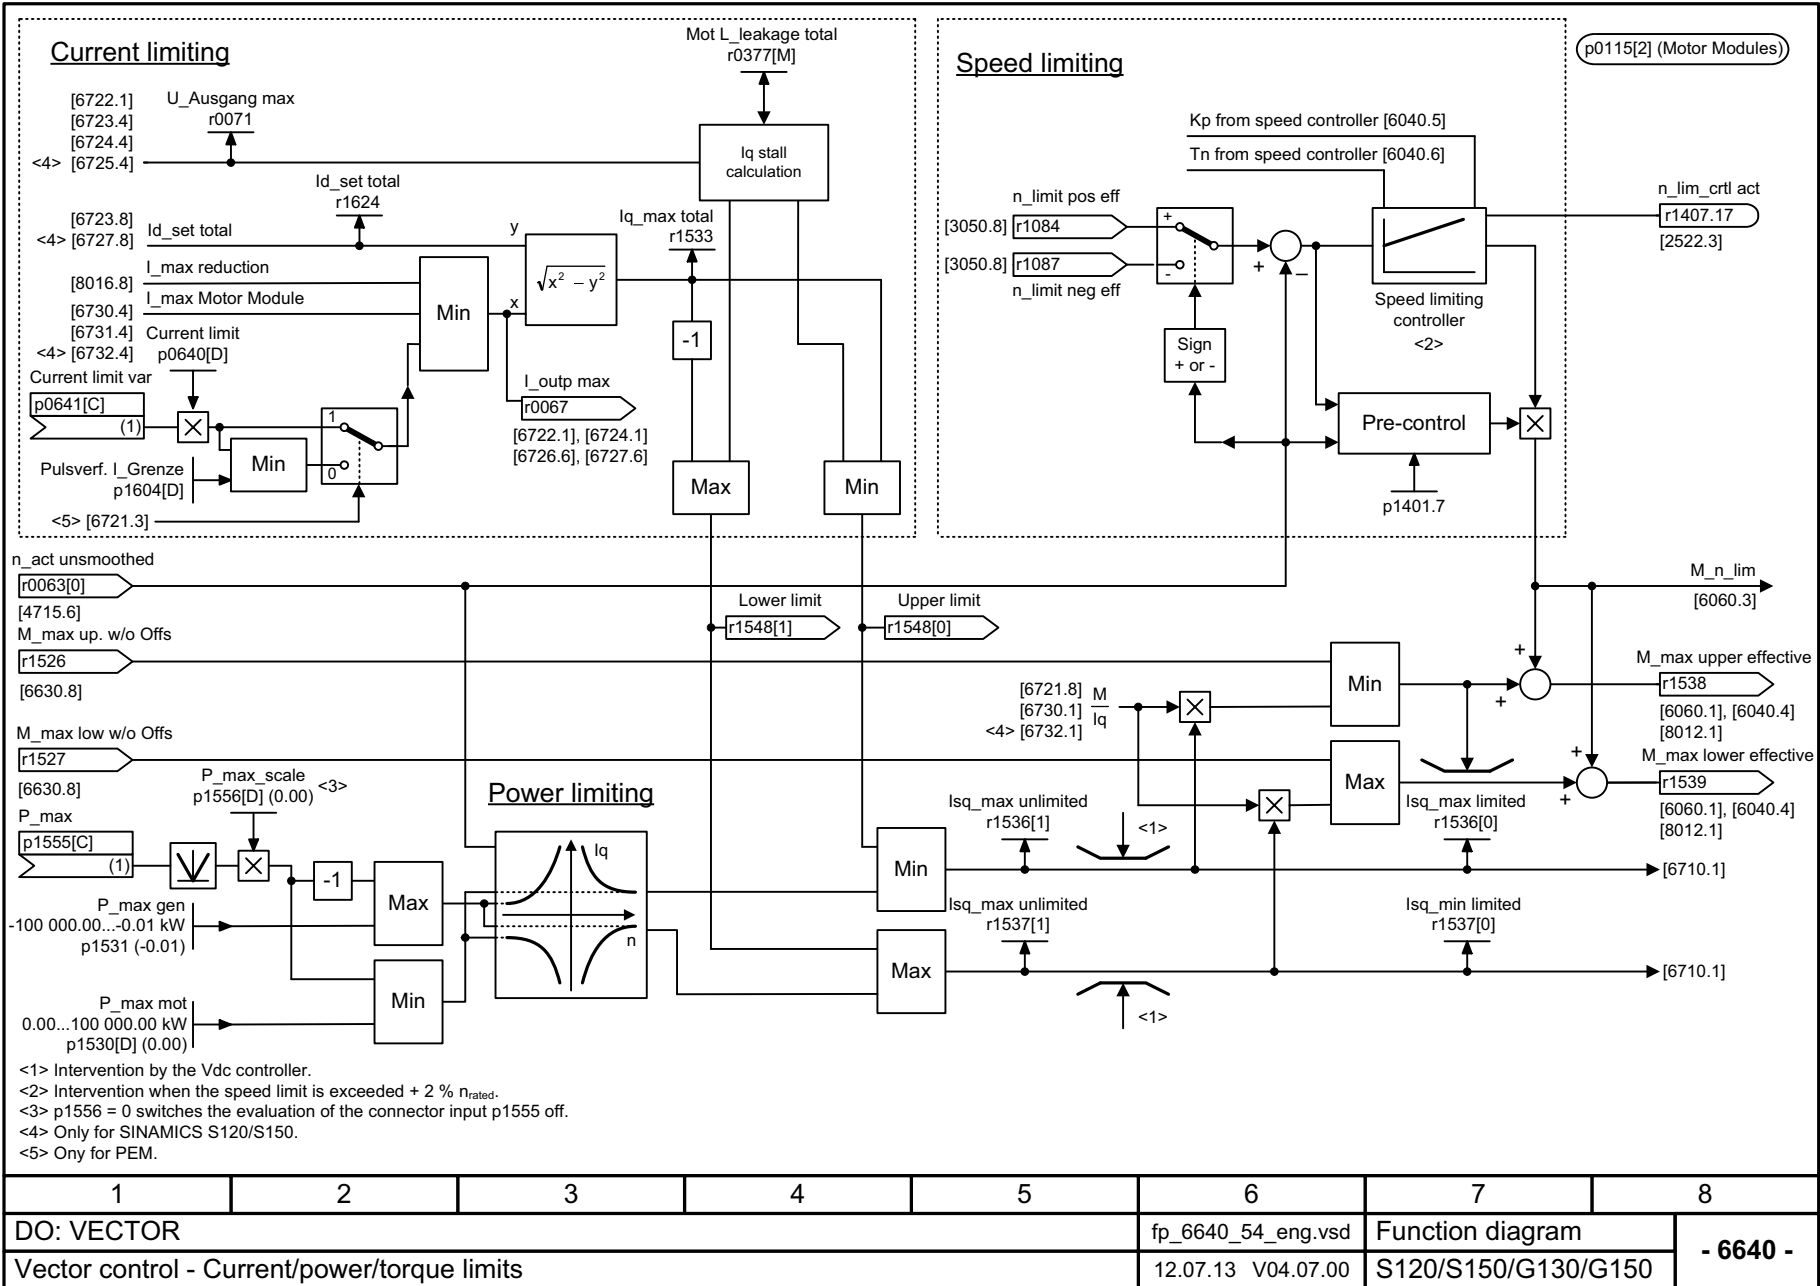 Current limiting
Mot L_leakage total
r0377[M]
[6722.1]
[6723.4]
[6724.4]
<4> [6725.4]
U_Ausgang max
r0071
Iq stall
calculation
Id_set total
r1624
[6723.8]
<4> [6727.8]
Id_set total
y
x
√x² – y²
Iq_max total
r1533
I_max reduction
[8016.8]
I_max Motor Module
[6730.4]
[6731.4]
<4> [6732.4]
Min
-1
Current limit
p0640[D]
Current limit var
p0641[C]
(1)
I_outp max
r0067
[6722.1], [6724.1]
[6726.6], [6727.6]
Pulsverf. I_Grenze
p1604[D]
Min
1
0
<5> [6721.3]
Max
Min
Speed limiting
p0115[2] (Motor Modules)
Kp from speed controller [6040.5]
Tn from speed controller [6040.6]
n_limit pos eff
[3050.8]
r1084
[3050.8]
r1087
n_limit neg eff
+
-
+
–
Speed limiting
controller
<2>
n_lim_crtl act
r1407.17
[2522.3]
Sign
+ or -
Pre-control
p1401.7
n_act unsmoothed
r0063[0]
[4715.6]
M_max up. w/o Offs
r1526
[6630.8]
M_max low w/o Offs
r1527
[6630.8]
Lower limit
r1548[1]
Upper limit
r1548[0]
M_n_lim
[6060.3]
[6721.8]
[6730.1]
<4> [6732.1]
M
Iq
Min
+
+
M_max upper effective
r1538
[6060.1], [6040.4]
[8012.1]
Max
+
+
M_max lower effective
r1539
[6060.1], [6040.4]
[8012.1]
P_max_scale
p1556[D] (0.00) <3>
P_max
p1555[C]
(1)
-1
P_max gen
-100 000.00...-0.01 kW
p1531 (-0.01)
Max
P_max mot
0.00...100 000.00 kW
p1530[D] (0.00)
Min
Power limiting
Iq
n
Min
Isq_max unlimited
r1536[1]
<1>
Isq_max limited
r1536[0]
[6710.1]
Max
Isq_max unlimited
r1537[1]
<1>
Isq_min limited
r1537[0]
[6710.1]
<1> Intervention by the Vdc controller.
<2> Intervention when the speed limit is exceeded + 2 % nrated.
<3> p1556 = 0 switches the evaluation of the connector input p1555 off.
<4> Only for SINAMICS S120/S150.
<5> Ony for PEM.
1 2 3 4 5 6 7 8
DO: VECTOR
fp_6640_54_eng.vsd
Function diagram
- 6640 -
Vector control - Current/power/torque limits
12.07.13 V04.07.00
S120/S150/G130/G150